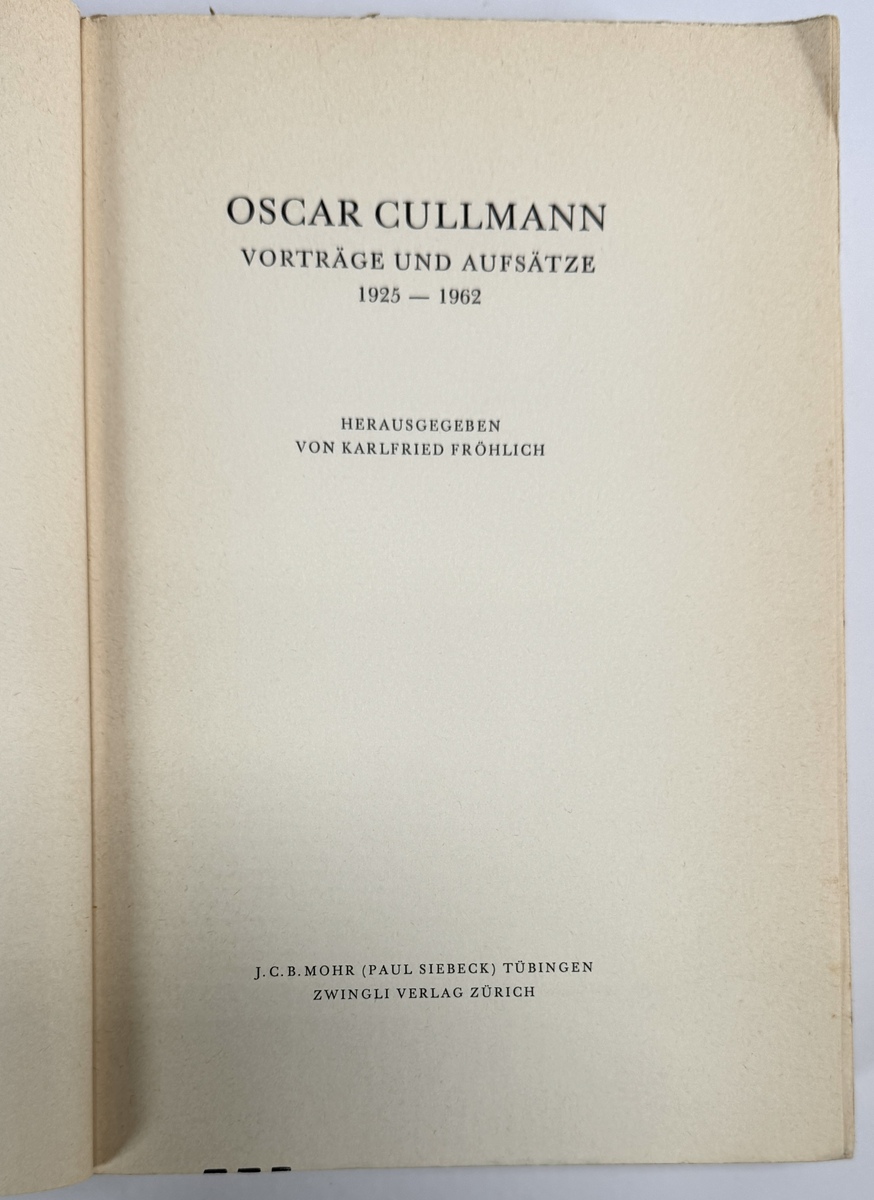 OSCAR CULLMANN
VORTRÄGE UND AUFSÄTZE
1925 — 1962
HERAUSGEGEBEN
VON KARLFRIED FRÖHLICH
J.C.B.MOHR (PAUL SIEBECK) TÜBINGEN
ZWINGLI VERLAG ZÜRICH